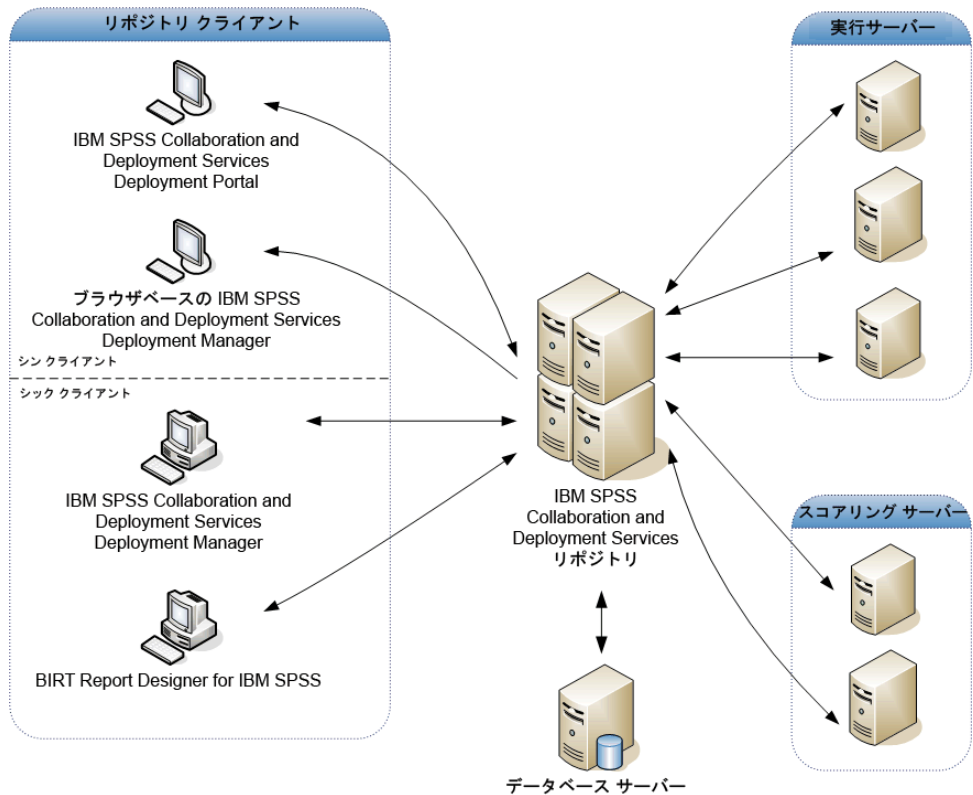 リポジトリ クライアント
IBM SPSS Collaboration and
Deployment Services
Deployment Portal
ブラウザベースの IBM SPSS
Collaboration and Deployment Services
Deployment Manager
シン クライアント
シック クライアント
IBM SPSS Collaboration and
Deployment Services
Deployment Manager
BIRT Report Designer for IBM SPSS
IBM SPSS
Collaboration and
Deployment Services
リポジトリ
データベース サーバー
実行サーバー
スコアリング サーバー